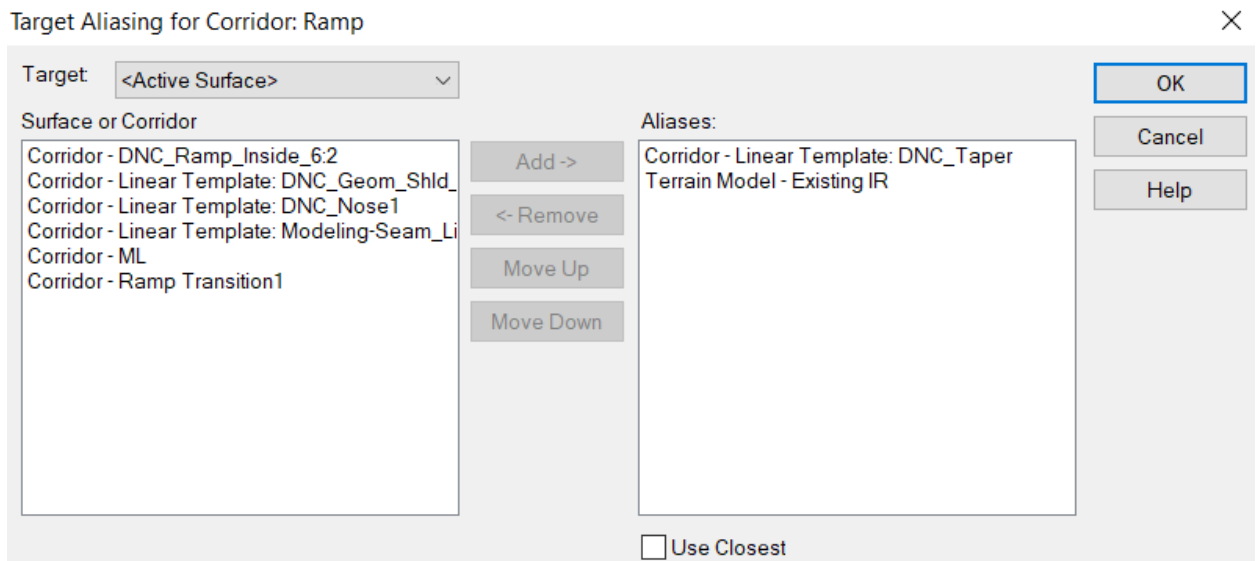 Target Aliasing for Corridor: Ramp
Target:
<Active Surface>
OK
Surface or Corridor
Aliases:
Cancel
Corridor - DNC_Ramp_Inside_6:2
Corridor - Linear Template: DNC_Geom_Shld_
Corridor - Linear Template: DNC_Nose1
Corridor - Linear Template: Modeling-Seam_Li
Corridor - ML
Corridor - Ramp Transition1
Add ->
<- Remove
Move Up
Move Down
Corridor - Linear Template: DNC_Taper
Terrain Model - Existing IR
Help
Use Closest